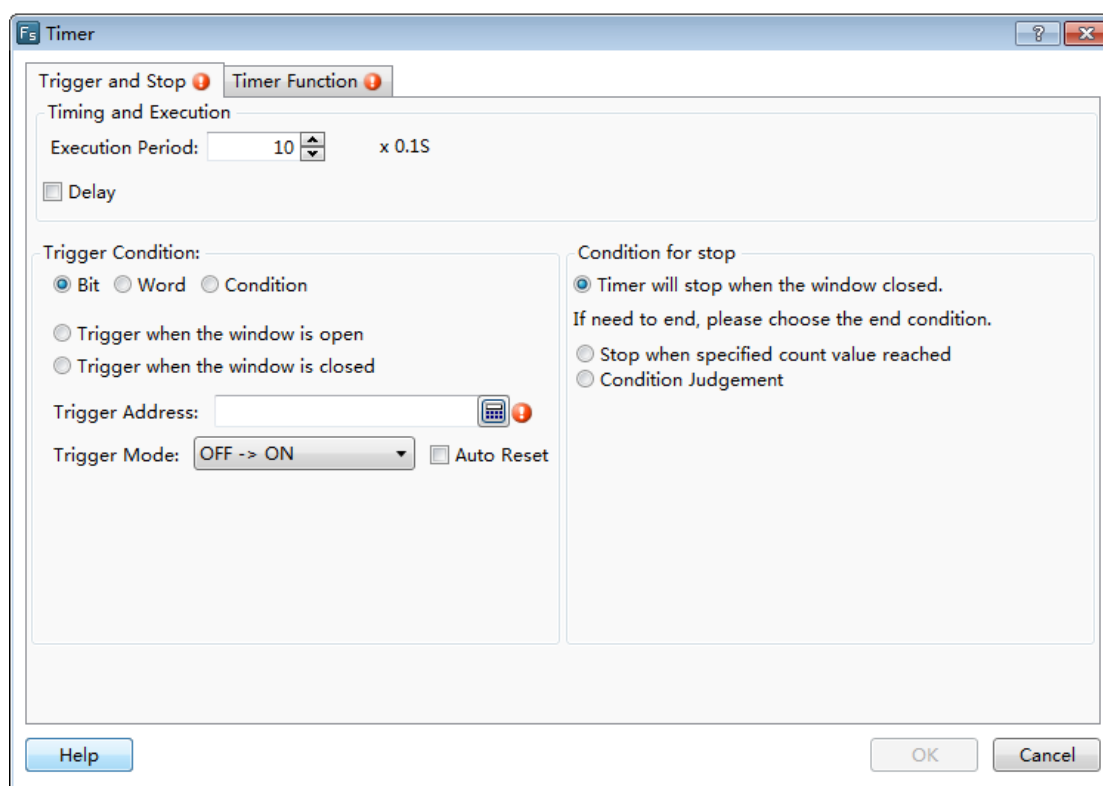 Fs Timer
Trigger and Stop Timer Function
Timing and Execution
Execution Period: 10 x 0.1S
Delay
Trigger Condition:
Bit Word Condition
Trigger when the window is open
Trigger when the window is closed
Trigger Address:
Trigger Mode: OFF -> ON Auto Reset
Condition for stop
Timer will stop when the window closed.
If need to end, please choose the end condition.
Stop when specified count value reached
Condition Judgement
Help OK Cancel